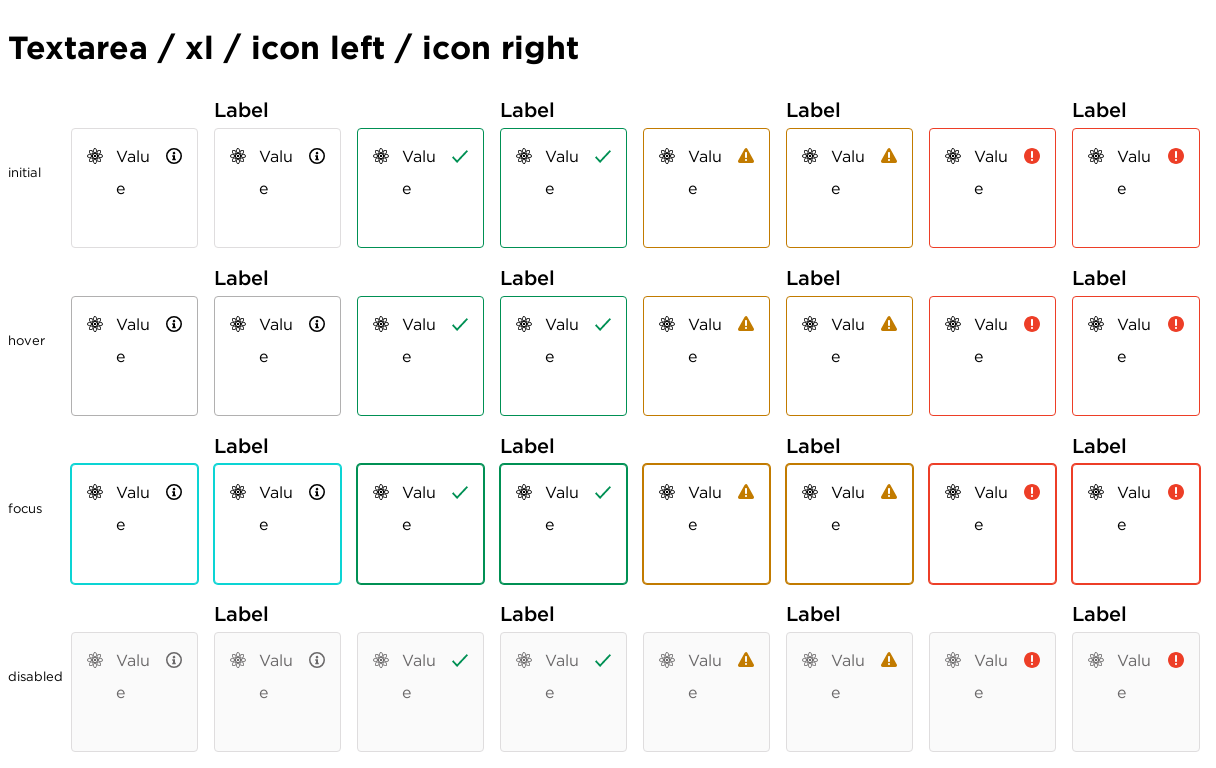 Textarea / xl / icon left / icon right
Label Label Label Label
initial Valu Valu Valu Valu Valu Valu Valu Valu
e e e e e e e e
Label Label Label Label
hover Valu Valu Valu Valu Valu Valu Valu Valu
e e e e e e e e
Label Label Label Label
focus Valu Valu Valu Valu Valu Valu Valu Valu
e e e e e e e e
Label Label Label Label
disabled Valu Valu Valu Valu Valu Valu Valu Valu
e e e e e e e e